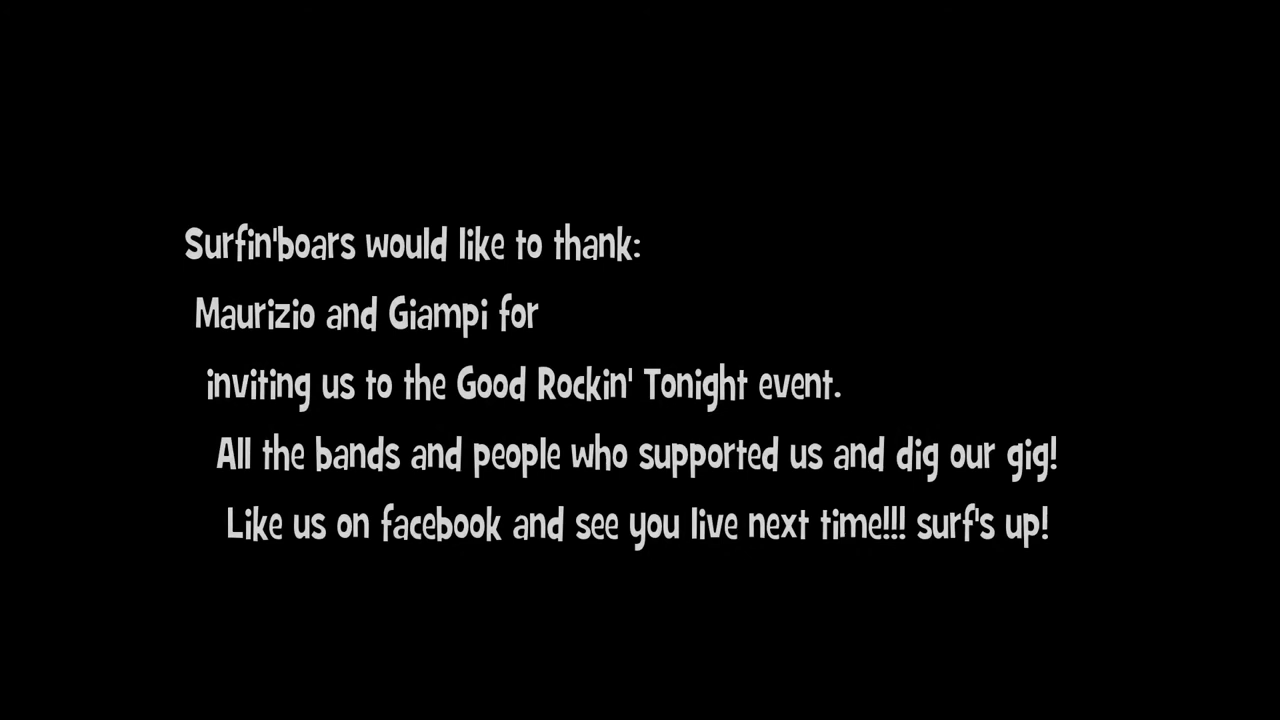 Surfin'boars would like to thank:
Maurizio and Giampi for
inviting us to the Good Rockin' Tonight event.
All the bands and people who supported us and dig our gig!
Like us on facebook and see you live next time!!! surf's up!